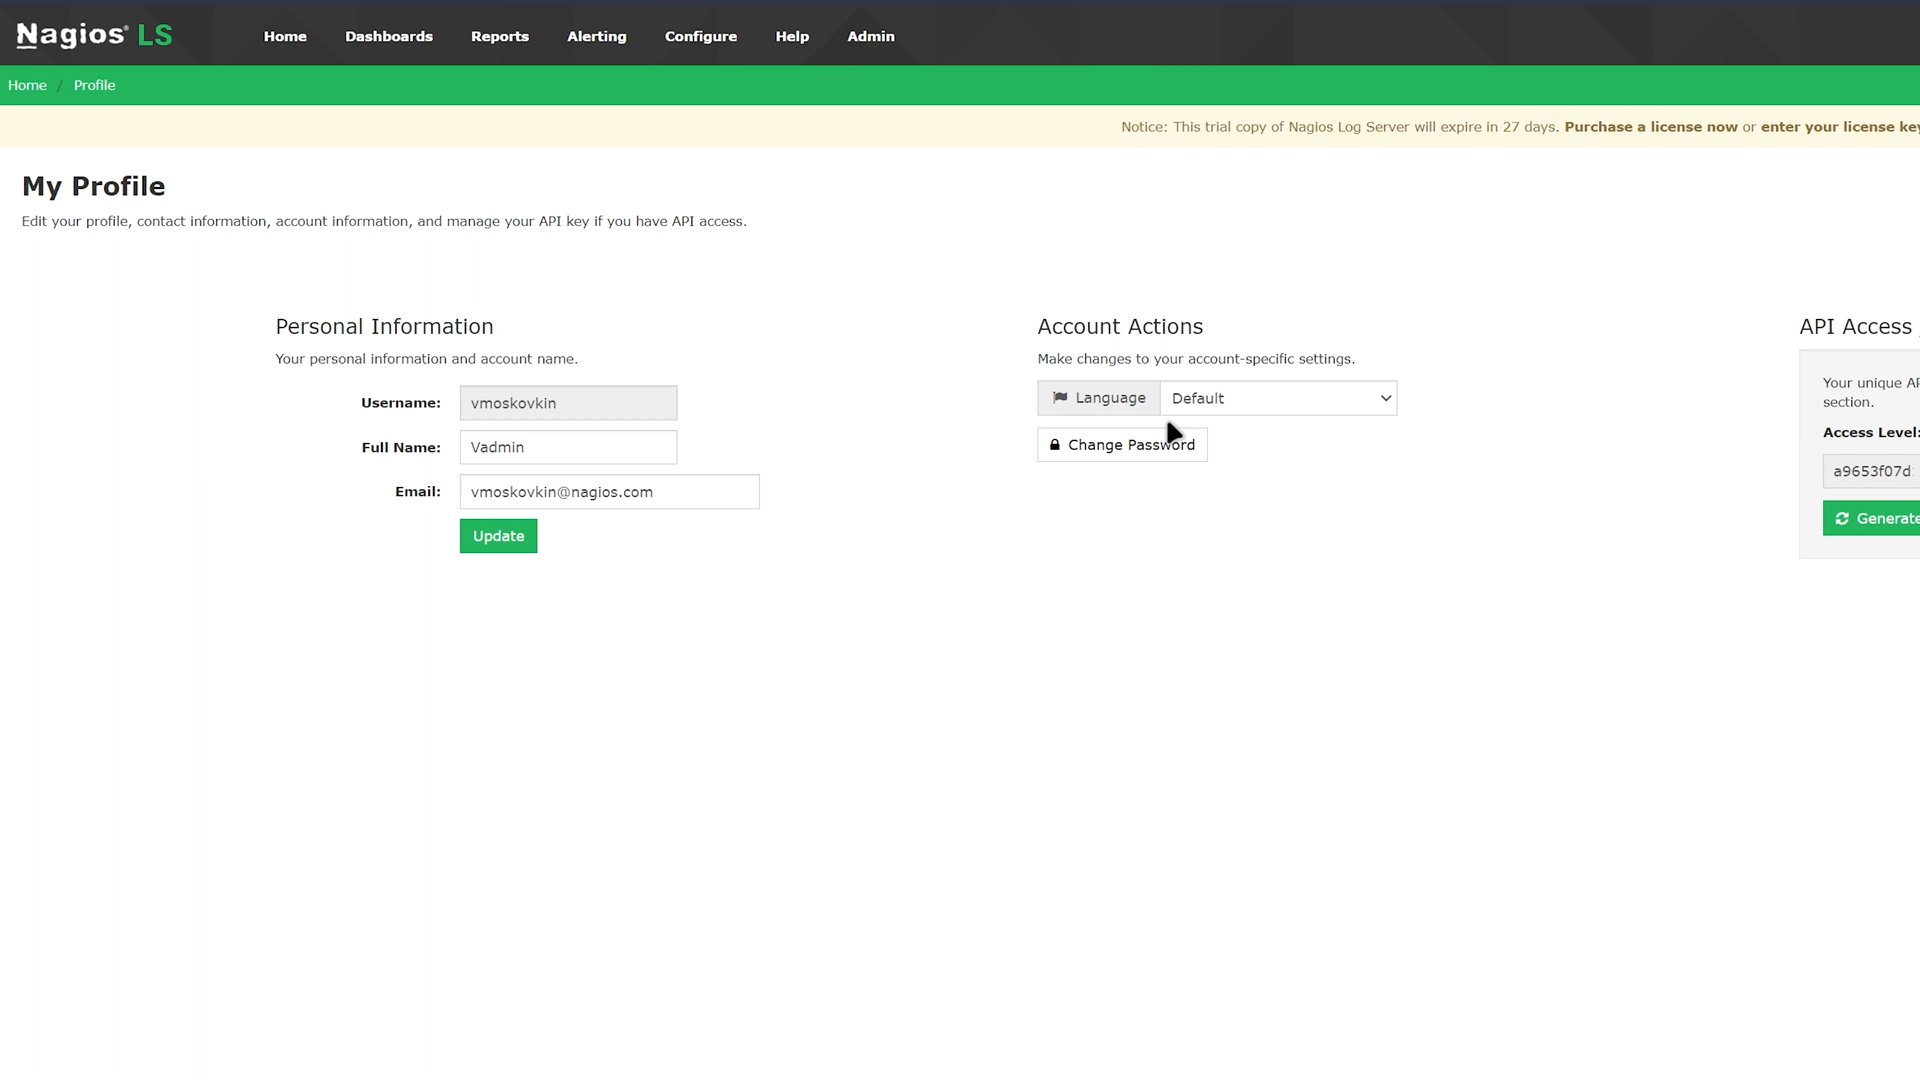 Nagios® LS
Home Dashboards Reports Alerting Configure Help Admin
Home / Profile
Notice: This trial copy of Nagios Log Server will expire in 27 days. Purchase a license now or enter your license key
My Profile
Edit your profile, contact information, account information, and manage your API key if you have API access.
Personal Information
Your personal information and account name.
Username: vmoskovkin
Full Name: Vadmin
Email: vmoskovkin@nagios.com
Update
Account Actions
Make changes to your account-specific settings.
Language Default
Change Password
API Access
Your unique AP
section.
Access Level:
a9653f07d
Generate